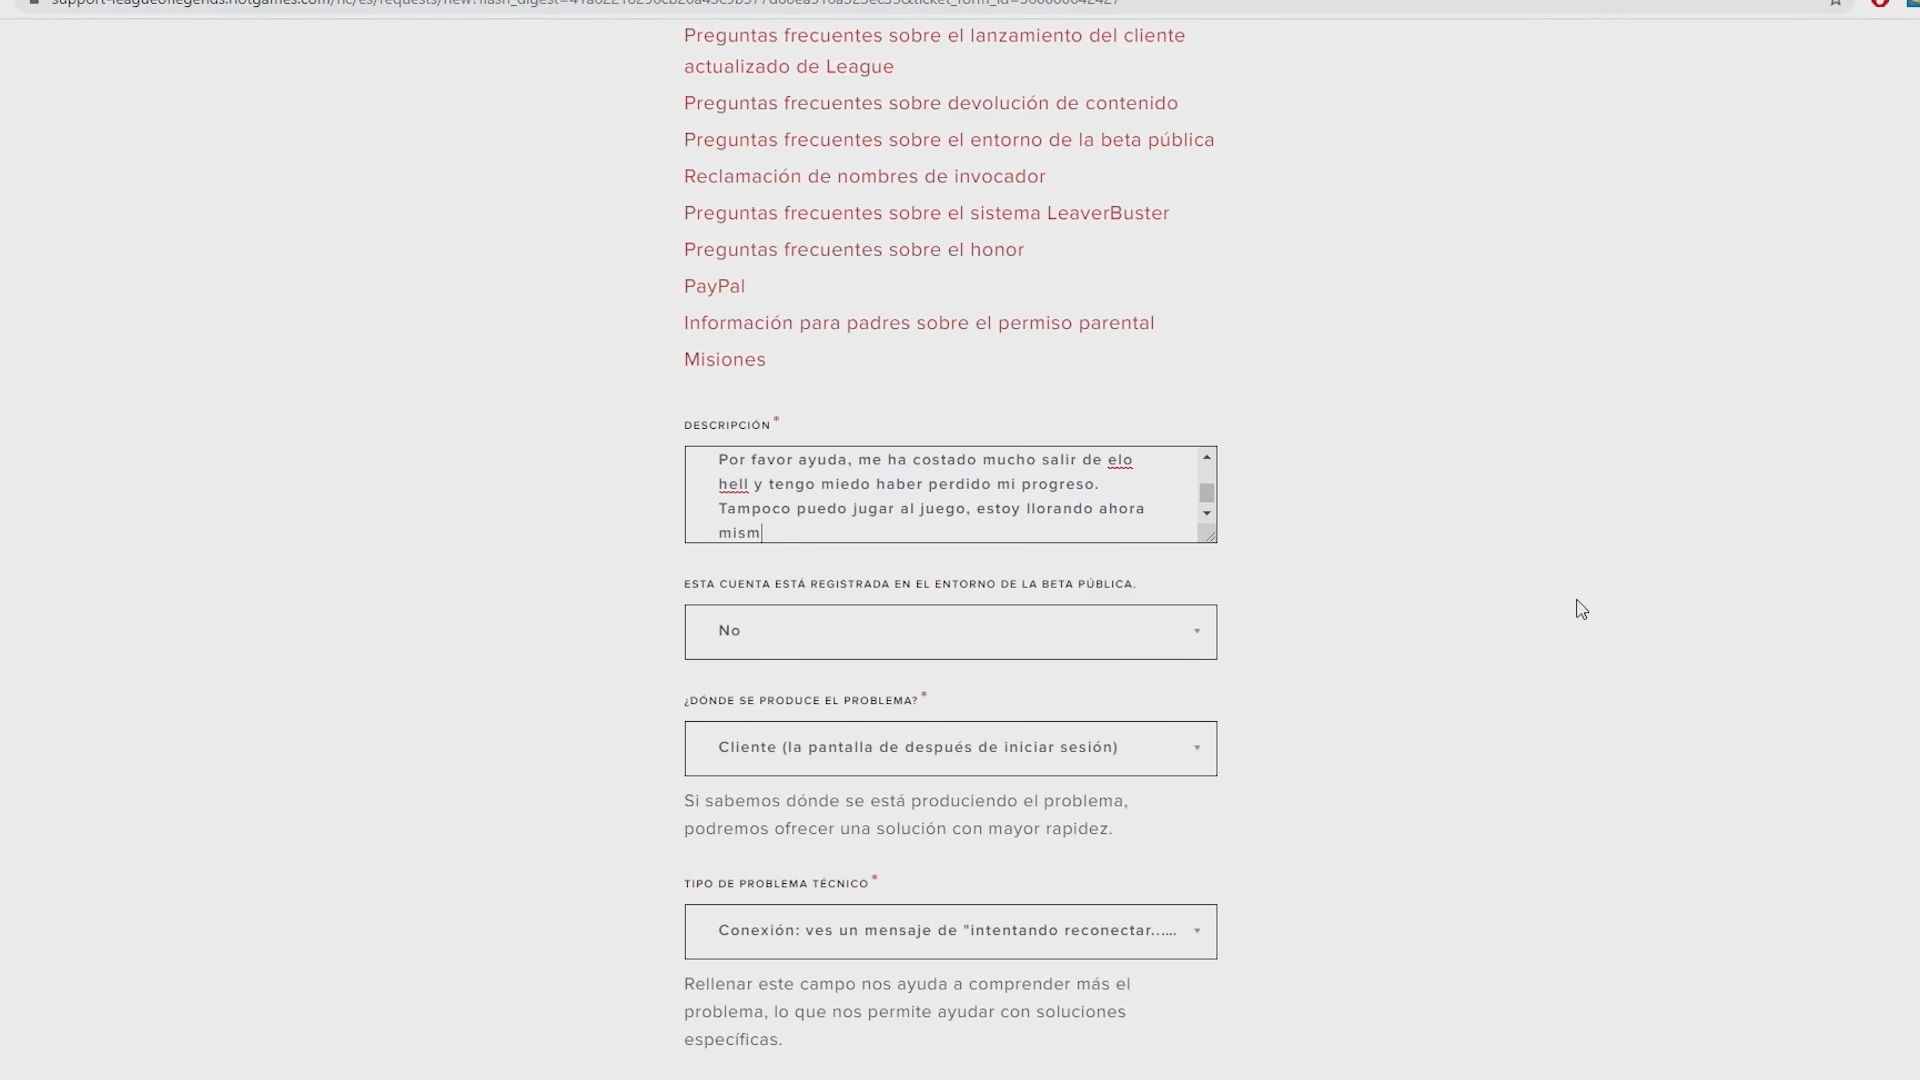 Preguntas frecuentes sobre el lanzamiento del cliente
actualizado de League
Preguntas frecuentes sobre devolución de contenido
Preguntas frecuentes sobre el entorno de la beta pública
Reclamación de nombres de invocador
Preguntas frecuentes sobre el sistema LeaverBuster
Preguntas frecuentes sobre el honor
PayPal
Información para padres sobre el permiso parental
Misiones
DESCRIPCIÓN*
Por favor ayuda, me ha costado mucho salir de elo
hell y tengo miedo haber perdido mi progreso.
Tampoco puedo jugar al juego, estoy llorando ahora
mism
ESTA CUENTA ESTÁ REGISTRADA EN EL ENTORNO DE LA BETA PÚBLICA.
No
¿DÓNDE SE PRODUCE EL PROBLEMA?*
Cliente (la pantalla de después de iniciar sesión)
Si sabemos dónde se está produciendo el problema,
podremos ofrecer una solución con mayor rapidez.
TIPO DE PROBLEMA TÉCNICO*
Conexión: ves un mensaje de "intentando reconectar......
Rellenar este campo nos ayuda a comprender más el
problema, lo que nos permite ayudar con soluciones
específicas.